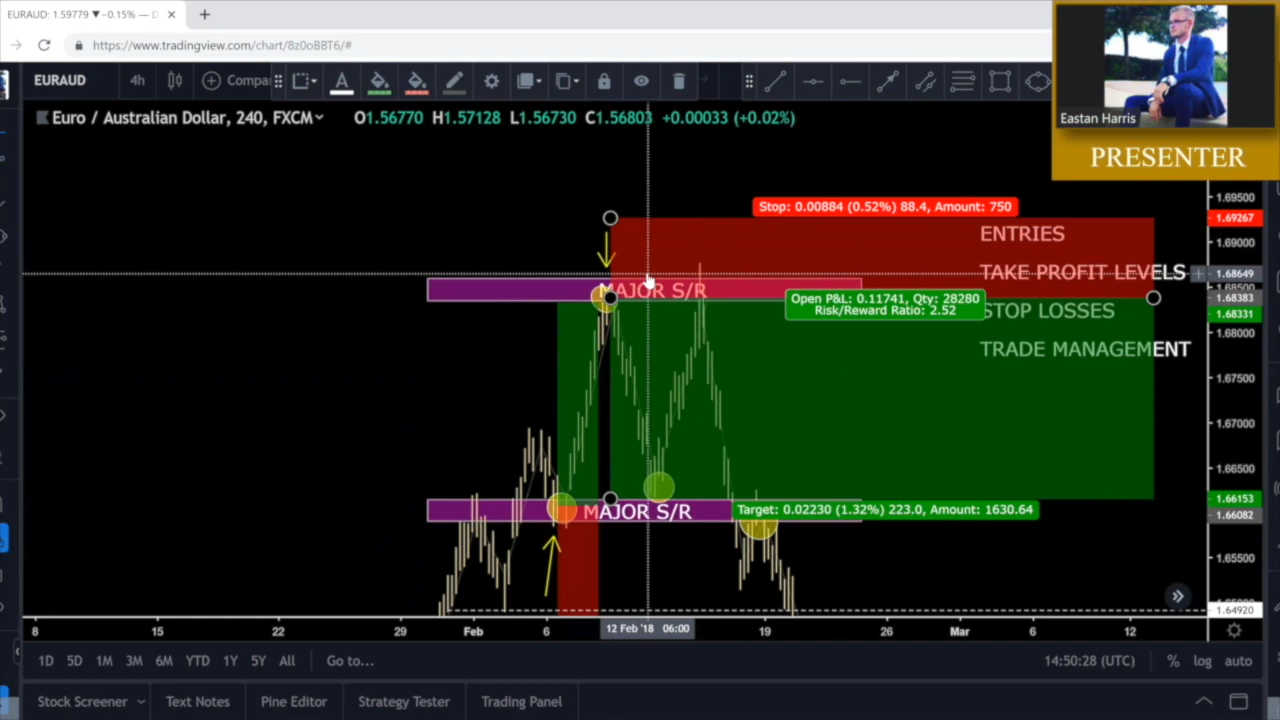 EURAUD: 1.59779 ▼ −0.15% — D
https://www.tradingview.com/chart/8z0oBBT6/#
EURAUD 4h Compa
Euro / Australian Dollar, 240, FXCM O1.56770 H1.57128 L1.56730 C1.56803 +0.00033 (+0.02%)
Eastan Harris
PRESENTER
Stop: 0.00884 (0.52%) 88.4, Amount: 750
ENTRIES
TAKE PROFIT LEVELS
MAJOR S/R
Open P&L: 0.11741, Qty: 28280
Risk/Reward Ratio: 2.52
STOP LOSSES
TRADE MANAGEMENT
MAJOR S/R
Target: 0.02230 (1.32%) 223.0, Amount: 1630.64
1.69500
1.69267
1.69000
1.68649
1.68383
1.68331
1.68000
1.67500
1.67000
1.66500
1.66153
1.66082
1.65500
1.64920
8 15 22 29 Feb 6 12 Feb '18 06:00 19 26 Mar 6 12
1D 5D 1M 3M 6M YTD 1Y 5Y All Go to... 14:50:28 (UTC) % log auto
Stock Screener Text Notes Pine Editor Strategy Tester Trading Panel